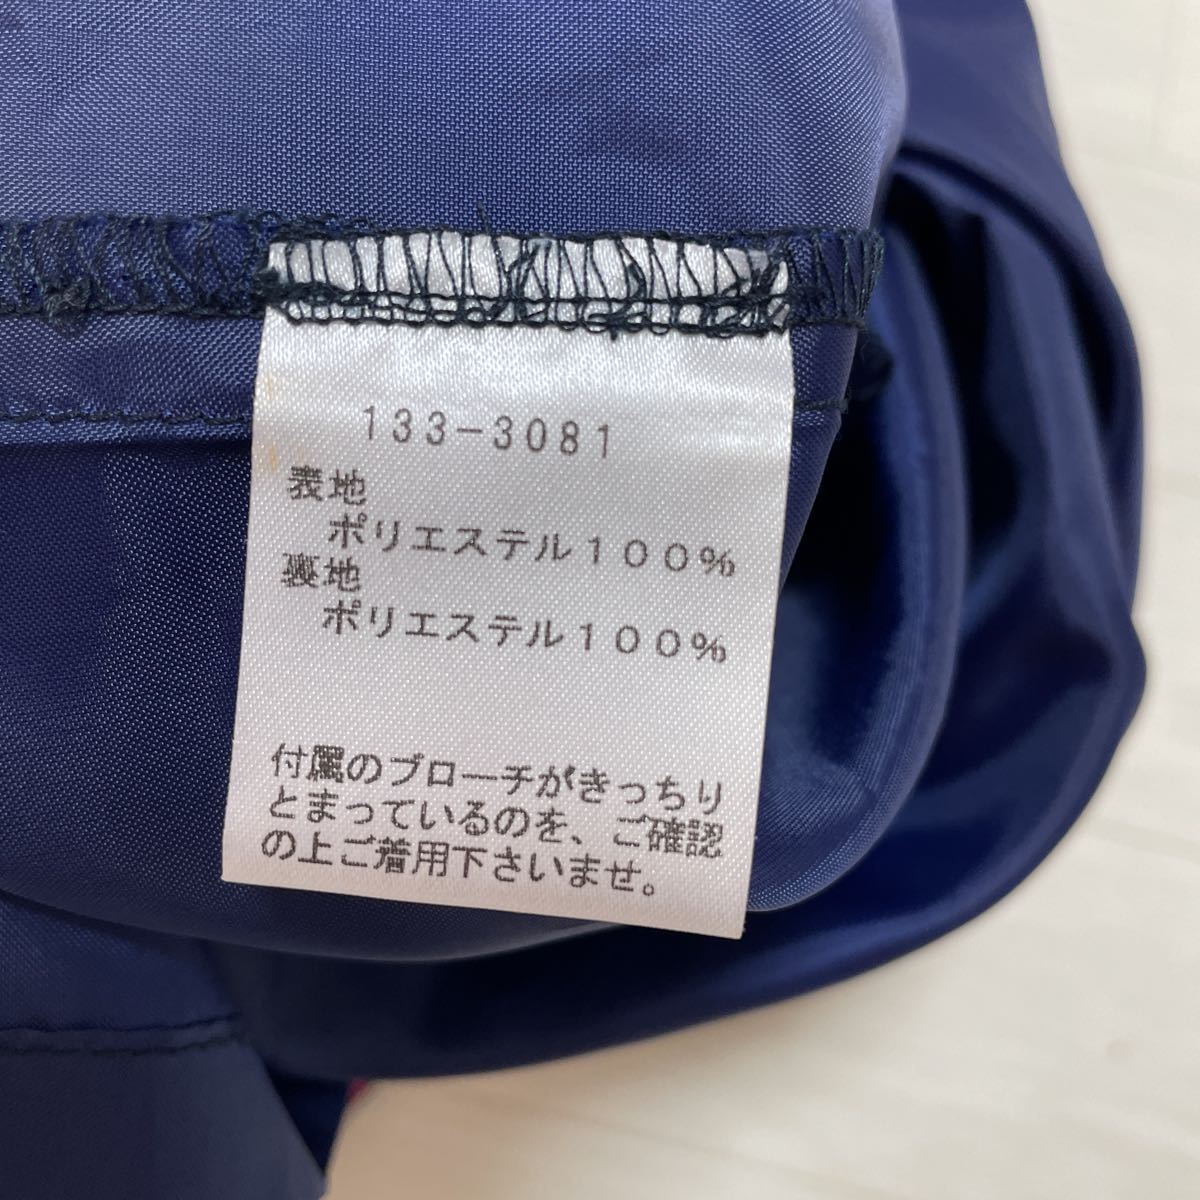 133-3081
表地
ポリエステル１００％
裏地
ポリエステル１００％
付属のブローチがきっちり
とまっているのを、ご確認
の上ご着用下さいませ。